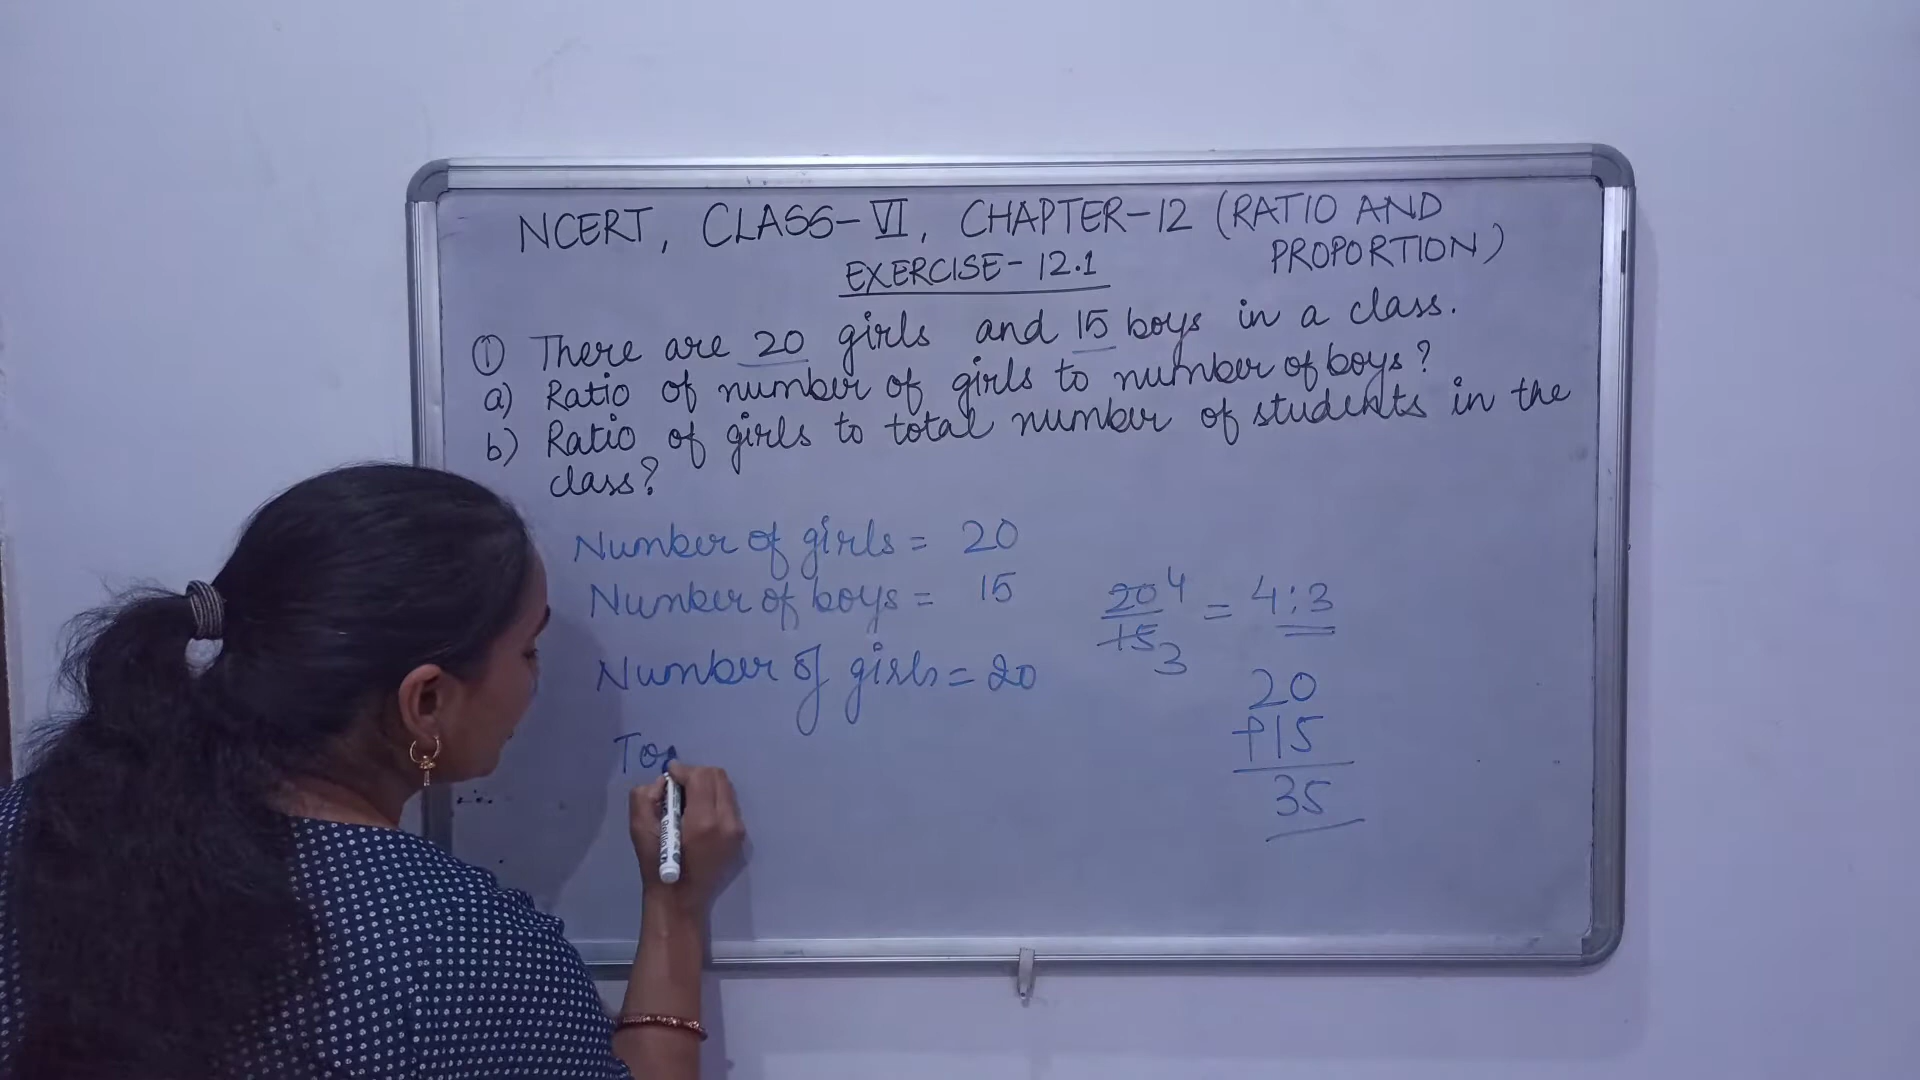 NCERT, CLASS-VI, CHAPTER-12 (RATIO AND
PROPORTION)
EXERCISE-12.1
① There are 20 girls and 15 boys in a class.
a) Ratio of number of girls to number of boys?
b) Ratio of girls to total number of students in the
class?
Number of girls = 20
Number of boys = 15
20 4
15 3
= 4:3
Number of girls = 20
20
+15
35
To